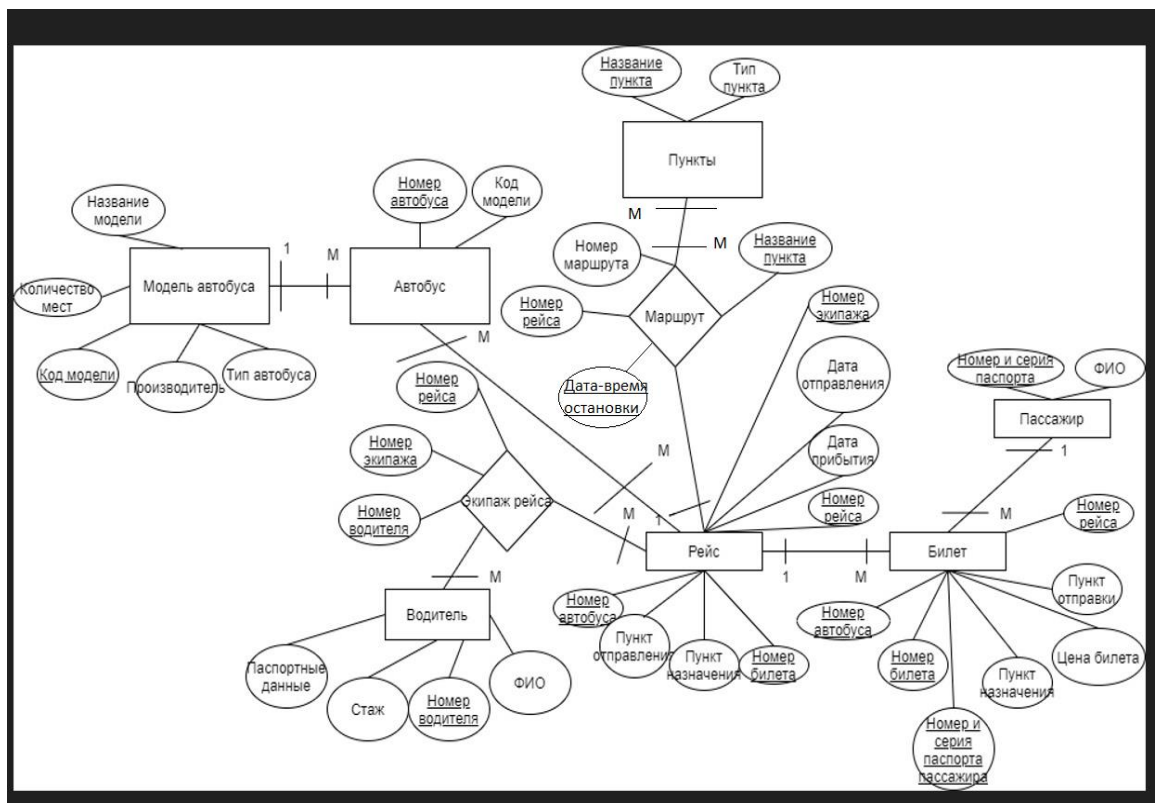 Название
пункта
Тип
пункта
Пункты
М
М
Номер
автобуса
Код
модели
Название
модели
1
М
Номер
маршрута
Название
пункта
Количество
мест
Модель автобуса
Автобус
Номер
рейса
Маршрут
Номер
экипажа
М
Код модели
Производитель
Тип автобуса
Номер
рейса
Дата-время
остановки
Дата
отправления
Номер и серия
паспорта
ФИО
Пассажир
Номер
экипажа
М
Дата
прибытия
1
Экипаж рейса
Номер
водителя
М
1
Номер
рейса
М
Номер
рейса
Рейс
Билет
М
1
М
Водитель
Номер
автобуса
Пункт
отправления
Пункт
назначения
Номер
билета
Номер
автобуса
Пункт
отправки
Паспортные
данные
Стаж
Номер
водителя
ФИО
Номер
билета
Пункт
назначения
Цена билета
Номер и
серия
паспорта
пассажира